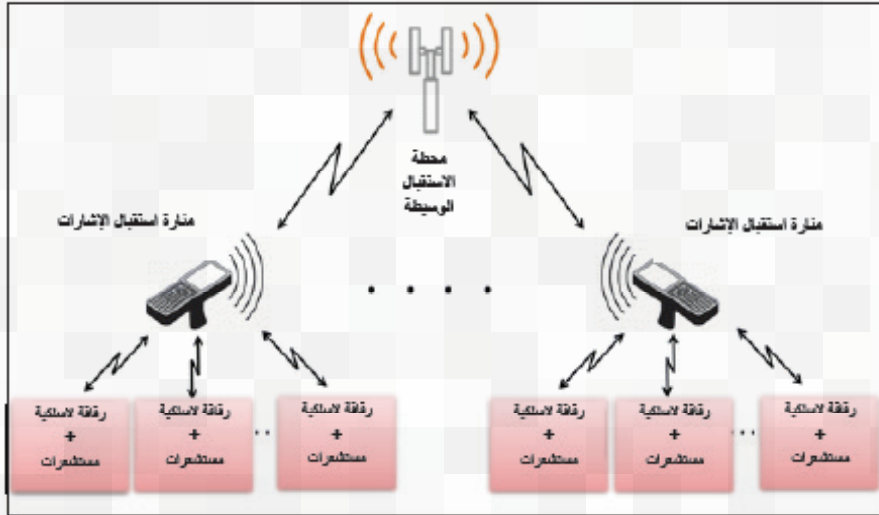 محطة
الاستقبال
الوسيطة
منارة استقبال الإشارات
منارة استقبال الإشارات
رقاقة لاسلكية
+
مستشعرات
رقاقة لاسلكية
+
مستشعرات
رقاقة لاسلكية
+
مستشعرات
رقاقة لاسلكية
+
مستشعرات
رقاقة لاسلكية
+
مستشعرات
رقاقة لاسلكية
+
مستشعرات